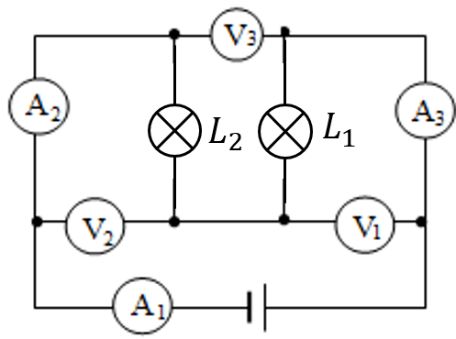 V₃
A₂
L₂
L₁
A₃
V₂
V₁
A₁